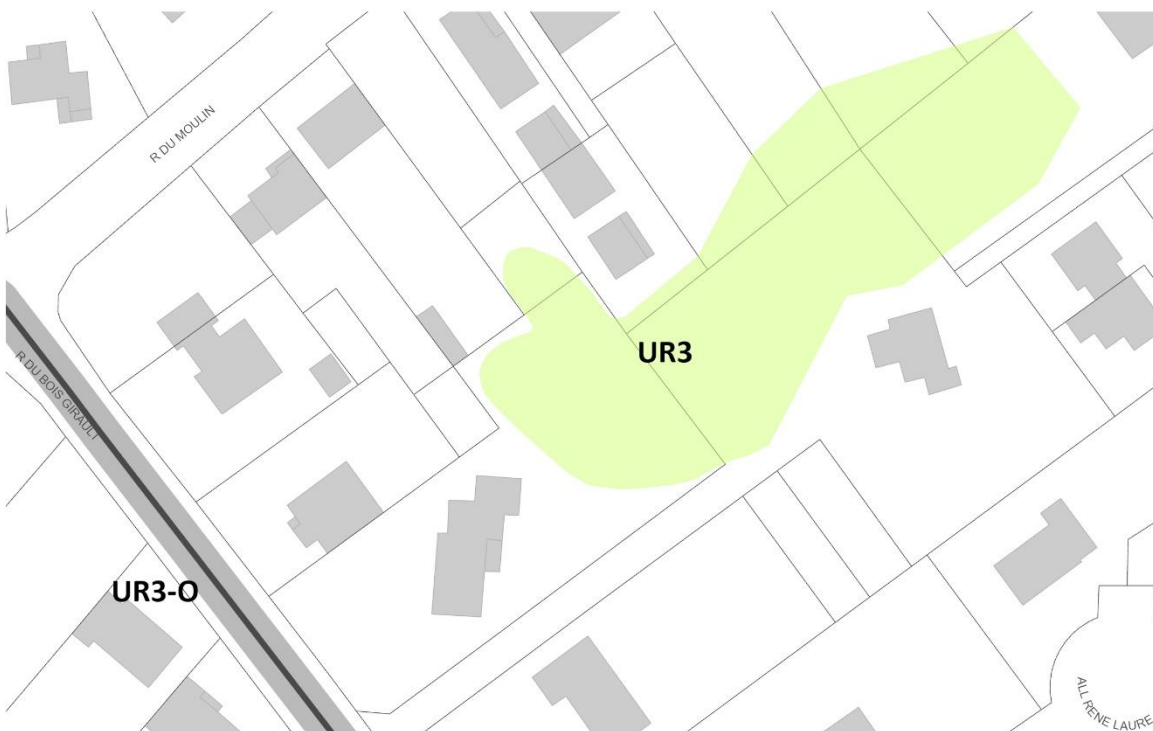 R DU MOULIN
UR3
R DU BOIS GIRAULT
UR3-O
ALL RENE LAURE